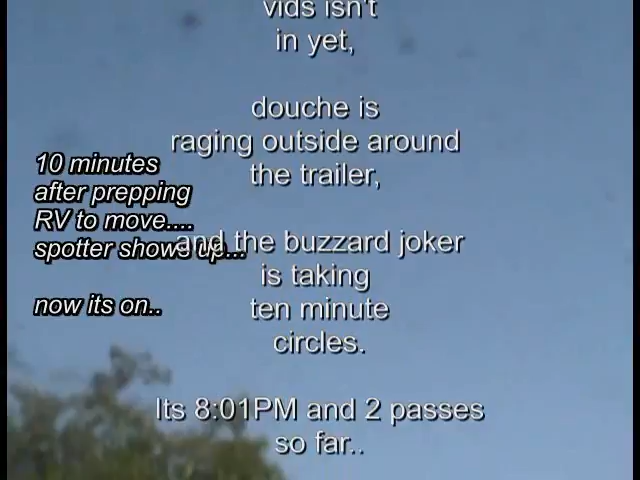 vids isn't
in yet,
douche is
raging outside around
the trailer,
and the buzzard joker
is taking
ten minute
circles.
Its 8:01PM and 2 passes
so far..
10 minutes
after prepping
RV to move....
spotter shows up...
now its on..